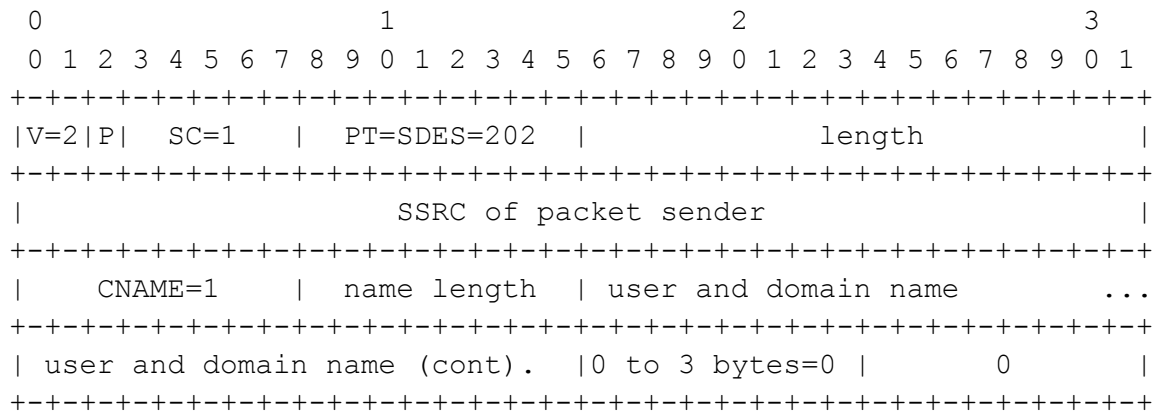 0                   1                   2                   3
 0 1 2 3 4 5 6 7 8 9 0 1 2 3 4 5 6 7 8 9 0 1 2 3 4 5 6 7 8 9 0 1
+-+-+-+-+-+-+-+-+-+-+-+-+-+-+-+-+-+-+-+-+-+-+-+-+-+-+-+-+-+-+-+-+
|V=2|P|  SC=1   |  PT=SDES=202  |             length            |
+-+-+-+-+-+-+-+-+-+-+-+-+-+-+-+-+-+-+-+-+-+-+-+-+-+-+-+-+-+-+-+-+
|                     SSRC of packet sender                     |
+-+-+-+-+-+-+-+-+-+-+-+-+-+-+-+-+-+-+-+-+-+-+-+-+-+-+-+-+-+-+-+-+
|    CNAME=1    |  name length  | user and domain name        ...
+-+-+-+-+-+-+-+-+-+-+-+-+-+-+-+-+-+-+-+-+-+-+-+-+-+-+-+-+-+-+-+-+
| user and domain name (cont).  |0 to 3 bytes=0 |       0       |
+-+-+-+-+-+-+-+-+-+-+-+-+-+-+-+-+-+-+-+-+-+-+-+-+-+-+-+-+-+-+-+-+